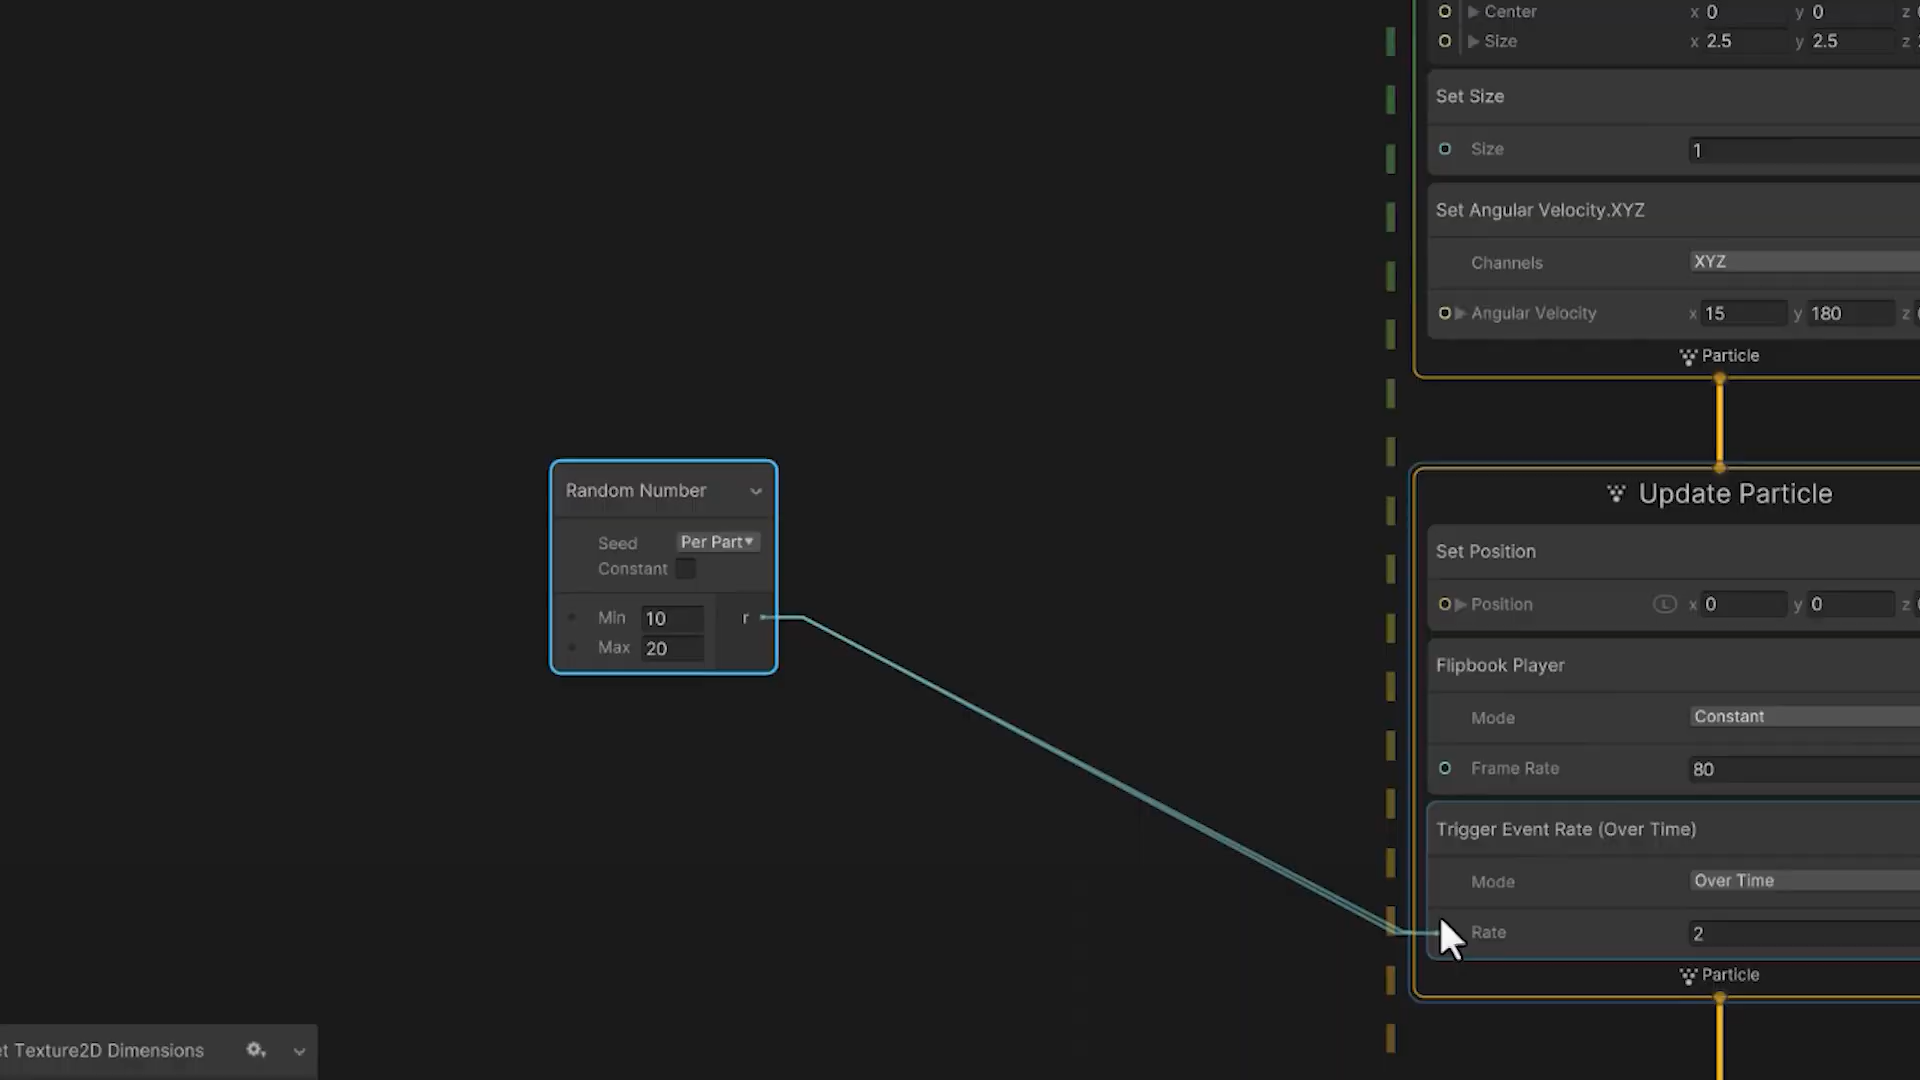 Center x 0 y 0 z
Size x 2.5 y 2.5 z
Set Size
Size 1
Set Angular Velocity.XYZ
Channels XYZ
Angular Velocity x 15 y 180 z
Particle
Random Number
Seed Per Part
Constant
Min 10 r
Max 20
Update Particle
Set Position
Position L x 0 y 0 z
Flipbook Player
Mode Constant
Frame Rate 80
Trigger Event Rate (Over Time)
Mode Over Time
Rate 2
Particle
t Texture2D Dimensions